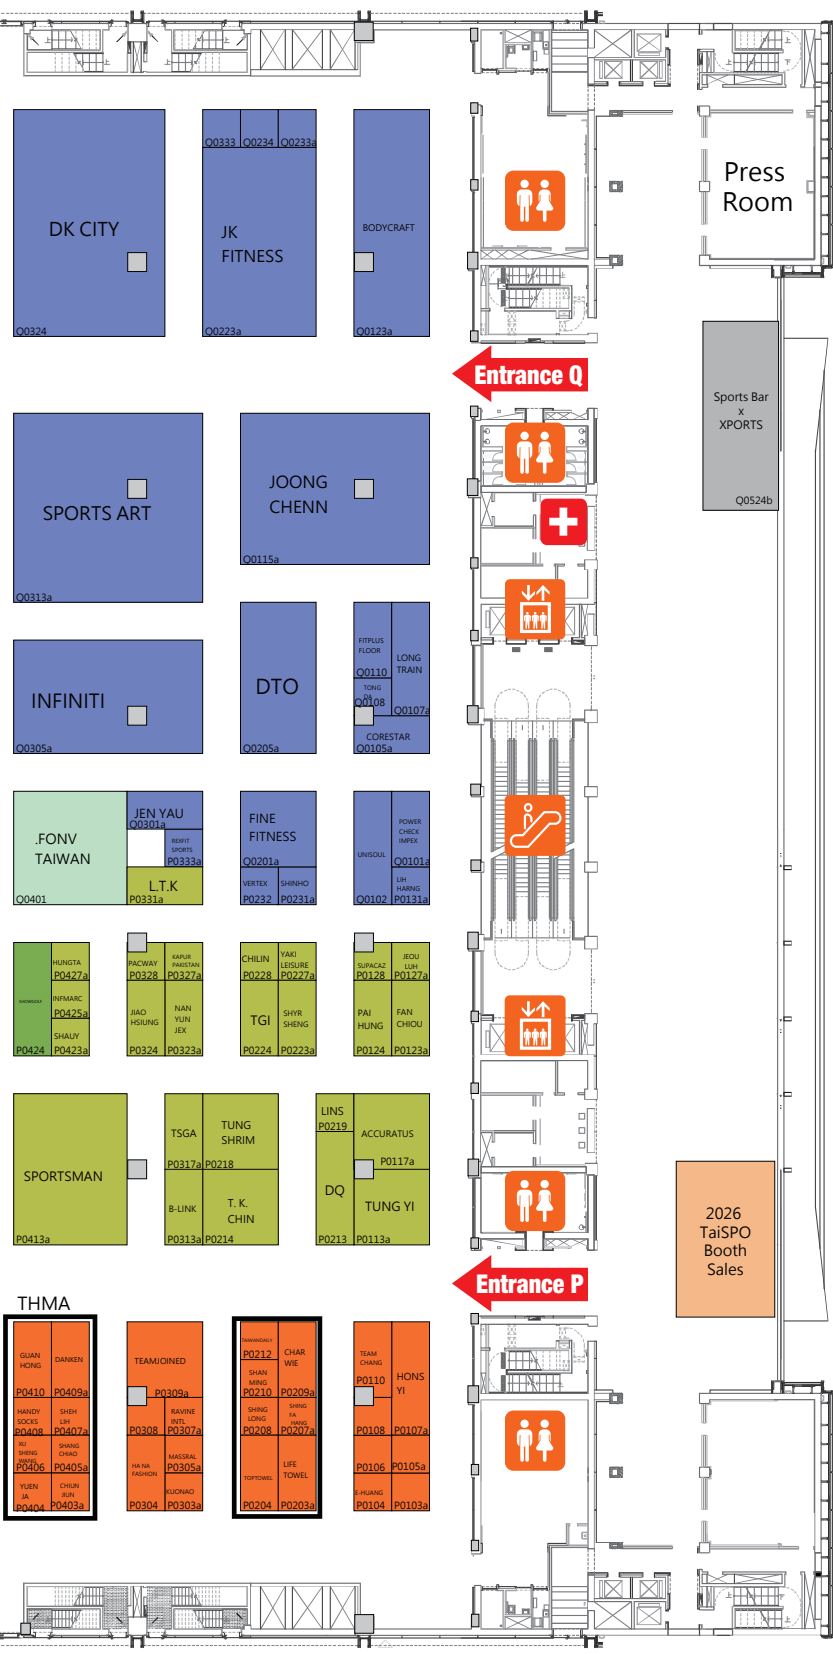 Q0333
Q0234
Q0233a
DK CITY
Q0324
JK
FITNESS
Q0223a
BODYCRAFT
Q0123a
Press
Room
Entrance Q
Sports Bar
x
XPORTS
Q0524b
SPORTS ART
Q0313a
JOONG
CHENN
Q0115a
INFINITI
Q0305a
DTO
Q0205a
FITPLUS
FLOOR
Q0110
LONG
TRAIN
Q0107a
TONG
DA
Q0108
CORESTAR
Q0105a
.FONV
TAIWAN
Q0401
JEN YAU
Q0301a
REXFIT
SPORTS
P0333a
L.T.K
P0331a
FINE
FITNESS
Q0201a
VERTEX
P0232
SHINHO
P0231a
UNISOUL
Q0102
POWER
CHECK
IMPEX
Q0101a
LIH
HARNG
P0131a
P0424
HUNGTA
P0427a
INFMARC
P0425a
SHAUY
P0423a
PACWAY
P0328
KAPUR
PAKISTAN
P0327a
JIAO
HSIUNG
P0324
NAN
YUN
JEX
P0323a
CHILIN
P0228
YAKI
LEISURE
P0227a
TGI
P0224
SHYR
SHENG
P0223a
SUPACAZ
P0128
JEOU
LUH
P0127a
PAI
HUNG
P0124
FAN
CHIOU
P0123a
SPORTSMAN
P0413a
TSGA
P0317a
TUNG
SHRIM
P0218
B-LINK
P0313a
T. K.
CHIN
P0214
LINS
P0219
ACCURATUS
P0117a
DQ
P0213
TUNG YI
P0113a
2026
TaiSPO
Booth
Sales
Entrance P
THMA
GUAN
HONG
P0410
DANKEN
P0409a
HANDY
SOCKS
P0408
SHEH
LIH
P0407a
XU
SHENG
WANG
P0406
SHANG
CHIAO
P0405a
YUEN
JA
P0404
CHIUN
JIUN
P0403a
TEAMJOINED
P0309a
P0308
RAVINE
INTL
P0307a
HA NA
FASHION
P0304
MASSRAL
P0305a
KUONAO
P0303a
TAIWANDAILY
P0212
CHAR
WIE
P0209a
SHAN
MING
P0210
SHING
LONG
P0208
SHING
FA
HANG
P0207a
TOPTOWEL
P0204
LIFE
TOWEL
P0203a
TEAM
CHANG
P0110
HONS
YI
P0107a
P0108
P0106
P0105a
E-HUANG
P0104
P0103a